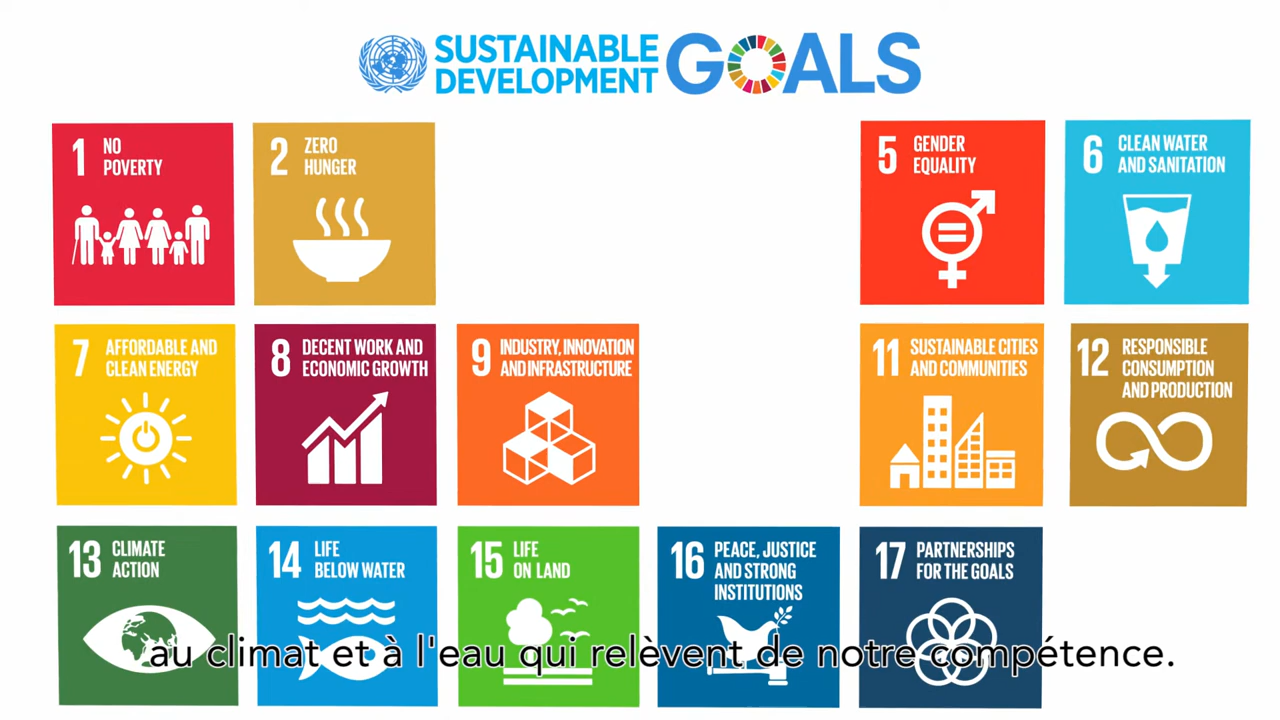 SUSTAINABLE
DEVELOPMENT
GOALS
1 NO
POVERTY
2 ZERO
HUNGER
5 GENDER
EQUALITY
6 CLEAN WATER
AND SANITATION
7 AFFORDABLE AND
CLEAN ENERGY
8 DECENT WORK AND
ECONOMIC GROWTH
9 INDUSTRY, INNOVATION
AND INFRASTRUCTURE
11 SUSTAINABLE CITIES
AND COMMUNITIES
12 RESPONSIBLE
CONSUMPTION
AND PRODUCTION
13 CLIMATE
ACTION
14 LIFE
BELOW WATER
15 LIFE
ON LAND
16 PEACE, JUSTICE
AND STRONG
INSTITUTIONS
17 PARTNERSHIPS
FOR THE GOALS
au climat et à l'eau qui relèvent de notre compétence.